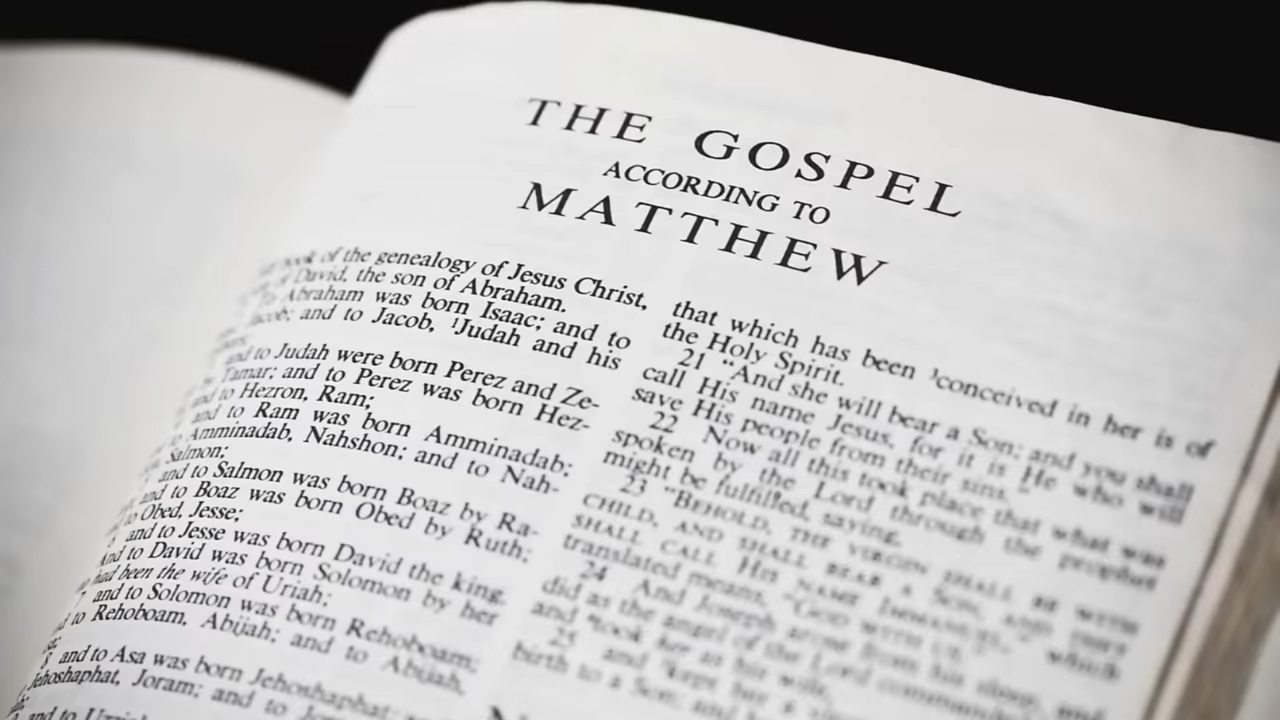 THE GOSPEL
ACCORDING TO
MATTHEW
of the genealogy of Jesus Christ,
David, the son of Abraham.
Abraham was born Isaac; and to
and to Jacob, ¹Judah and his
and to Judah were born Perez and Ze-
Tamar; and to Perez was born Hez-
and to Hezron, Ram;
and to Ram was born Amminadab;
Amminadab, Nahshon; and to Nah-
Salmon;
and to Salmon was born Boaz by Ra-
and to Boaz was born Obed by Ruth;
Obed, Jesse;
and to Jesse was born David the king.
And to David was born Solomon by her
had been the wife of Uriah;
and to Solomon was born Rehoboam;
to Rehoboam, Abijah; and to Abijah,
and to Asa was born Jehoshaphat; and
Jehoshaphat, Joram; and to
and to
that which has been conceived in her is of
the Holy Spirit.
21 "And she will bear a Son; and you shall
call His name Jesus, for it is He who will
save His people from their sins."
22 Now all this took place that what was
spoken by the Lord through the prophet
might be fulfilled, saying,
23 "BEHOLD, THE VIRGIN SHALL BE WITH
CHILD, AND SHALL BEAR A SON, AND THEY
SHALL CALL HIS NAME IMMANUEL," which
translated means, "GOD WITH US."
24 And Joseph arose from his sleep, and
did as the angel of the Lord commanded
and took her as his wife,
25 and kept her a
birth to a Son; and